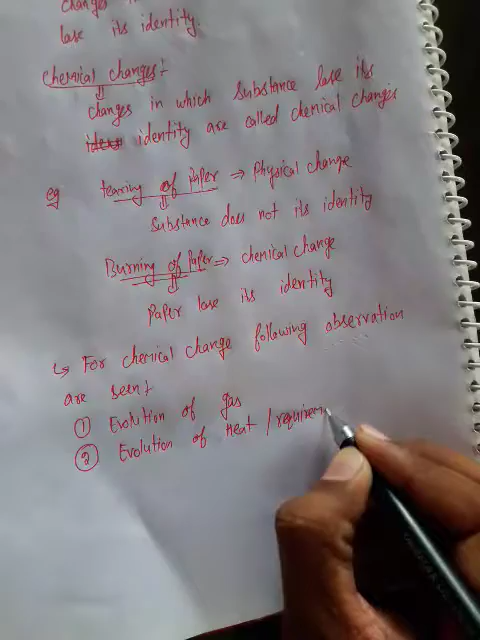 changes in
lose its identity.
Chemical changes:
changes in which substance lose its
identity are called chemical changes
eg tearing of Paper ⇒ Physical change
Substance does not its identity
Burning of Paper ⇒ chemical change
Paper lose its identity
↳ For chemical change following observation
are seen:
① Evolution of gas
② Evolution of Heat / requirem